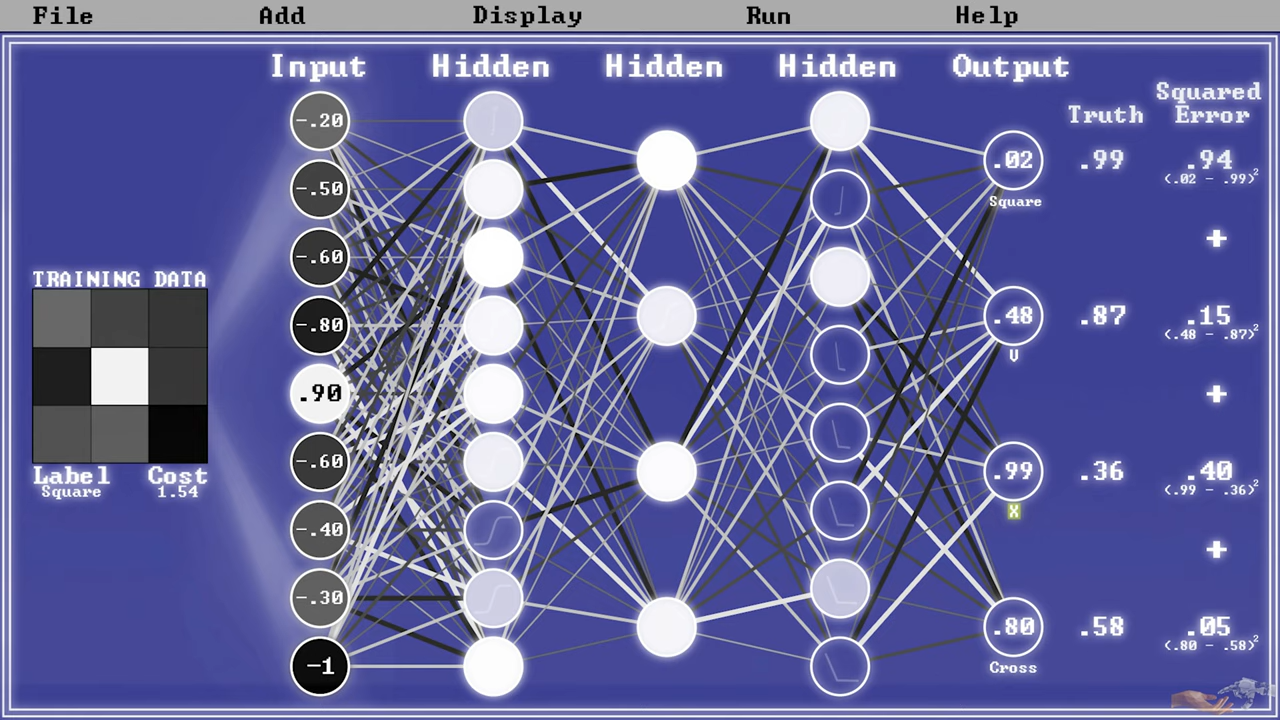 File Add Display Run Help
Input Hidden Hidden Hidden Output
Truth Squared Error
TRAINING DATA
Label Cost
Square 1.54
-.20
-.50
-.60
-.80
.90
-.60
-.40
-.30
-1
.02 .99 .94
Square (.02 - .99)²
+
.48 .87 .15
V (.48 - .87)²
+
.99 .36 .40
X (.99 - .36)²
+
.80 .58 .05
Cross (.80 - .58)²